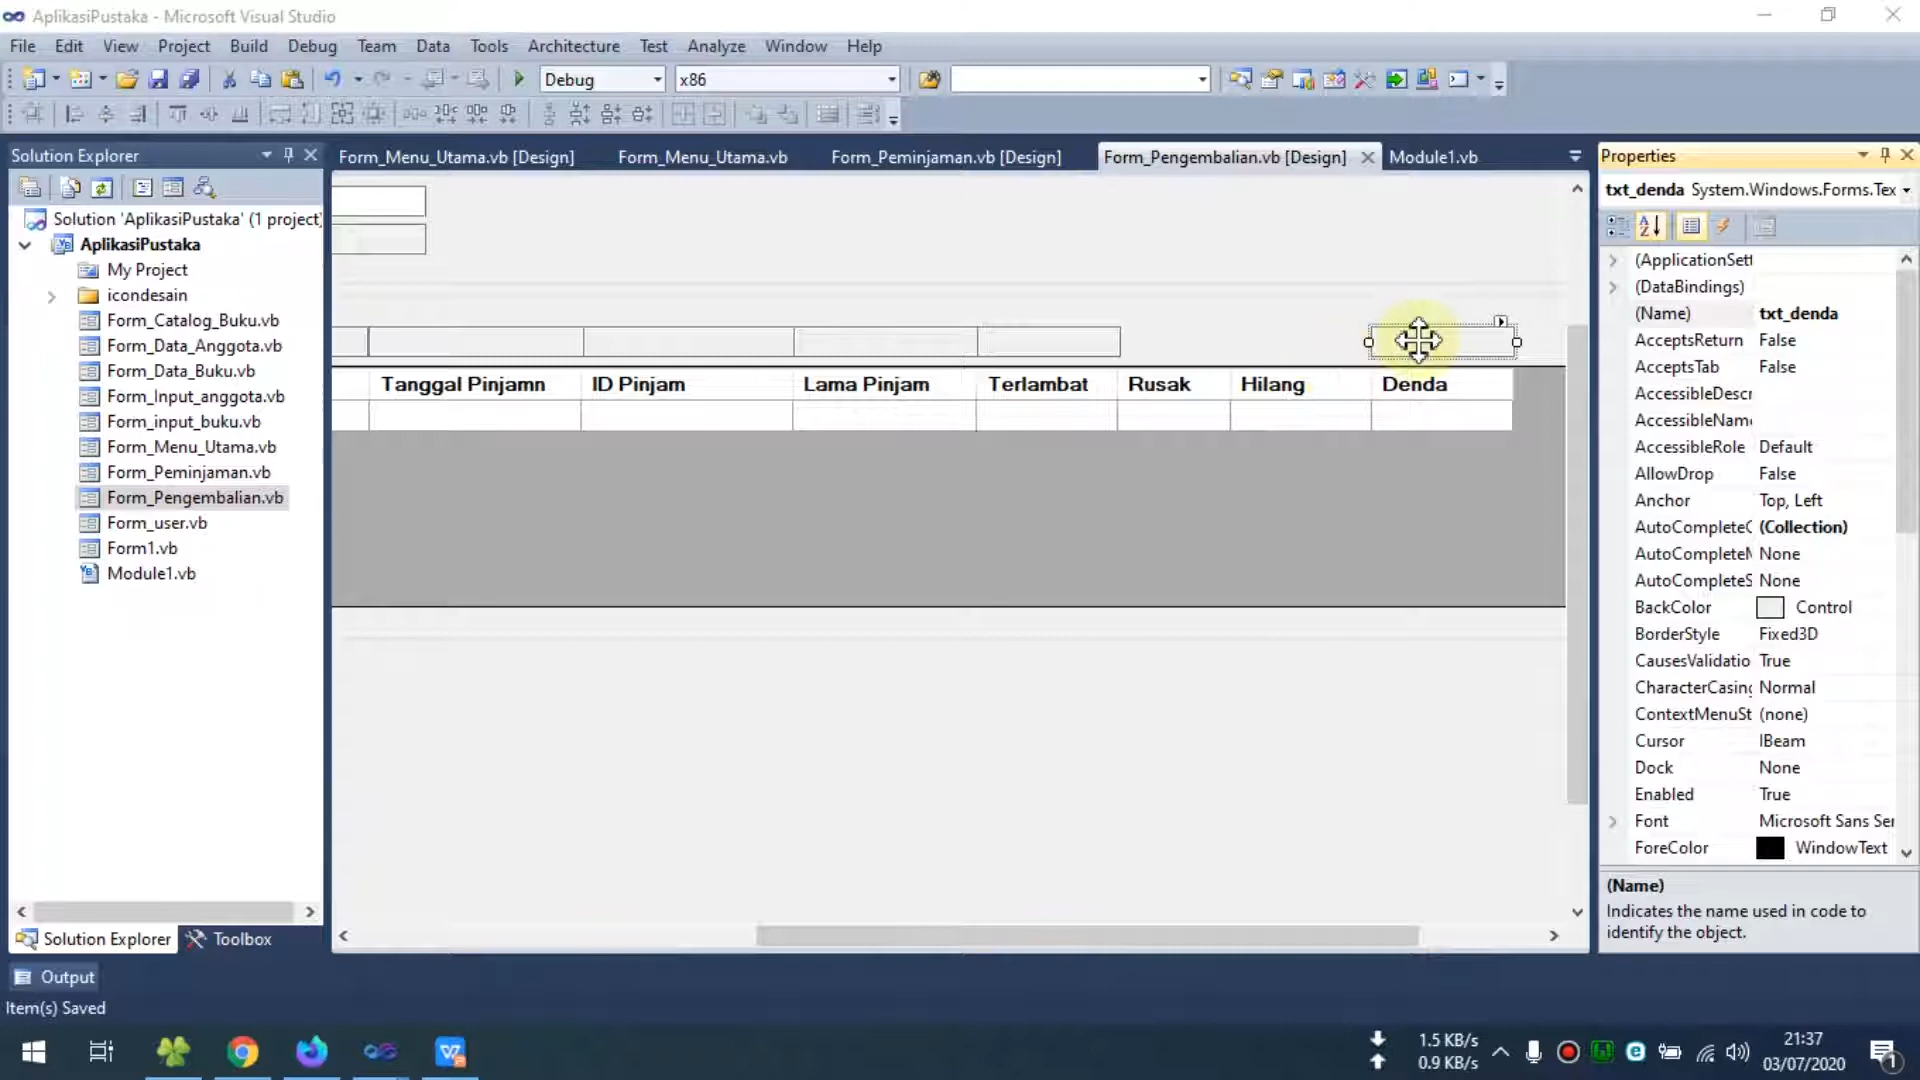 AplikasiPustaka - Microsoft Visual Studio
File Edit View Project Build Debug Team Data Tools Architecture Test Analyze Window Help
Debug x86
Solution Explorer
Form_Menu_Utama.vb [Design] Form_Menu_Utama.vb Form_Peminjaman.vb [Design] Form_Pengembalian.vb [Design] Module1.vb
Solution 'AplikasiPustaka' (1 project)
AplikasiPustaka
My Project
icondesain
Form_Catalog_Buku.vb
Form_Data_Anggota.vb
Form_Data_Buku.vb
Form_Input_anggota.vb
Form_input_buku.vb
Form_Menu_Utama.vb
Form_Peminjaman.vb
Form_Pengembalian.vb
Form_user.vb
Form1.vb
Module1.vb
Solution Explorer Toolbox
Tanggal Pinjamn ID Pinjam Lama Pinjam Terlambat Rusak Hilang Denda
Properties
txt_denda System.Windows.Forms.Tex
(ApplicationSett
(DataBindings)
(Name) txt_denda
AcceptsReturn False
AcceptsTab False
AccessibleDescr
AccessibleName
AccessibleRole Default
AllowDrop False
Anchor Top, Left
AutoCompleteC (Collection)
AutoCompleteM None
AutoCompleteS None
BackColor Control
BorderStyle Fixed3D
CausesValidatio True
CharacterCasing Normal
ContextMenuSt (none)
Cursor IBeam
Dock None
Enabled True
Font Microsoft Sans Ser
ForeColor WindowText
(Name)
Indicates the name used in code to
identify the object.
Output
Item(s) Saved
1.5 KB/s
0.9 KB/s
21:37
03/07/2020
1